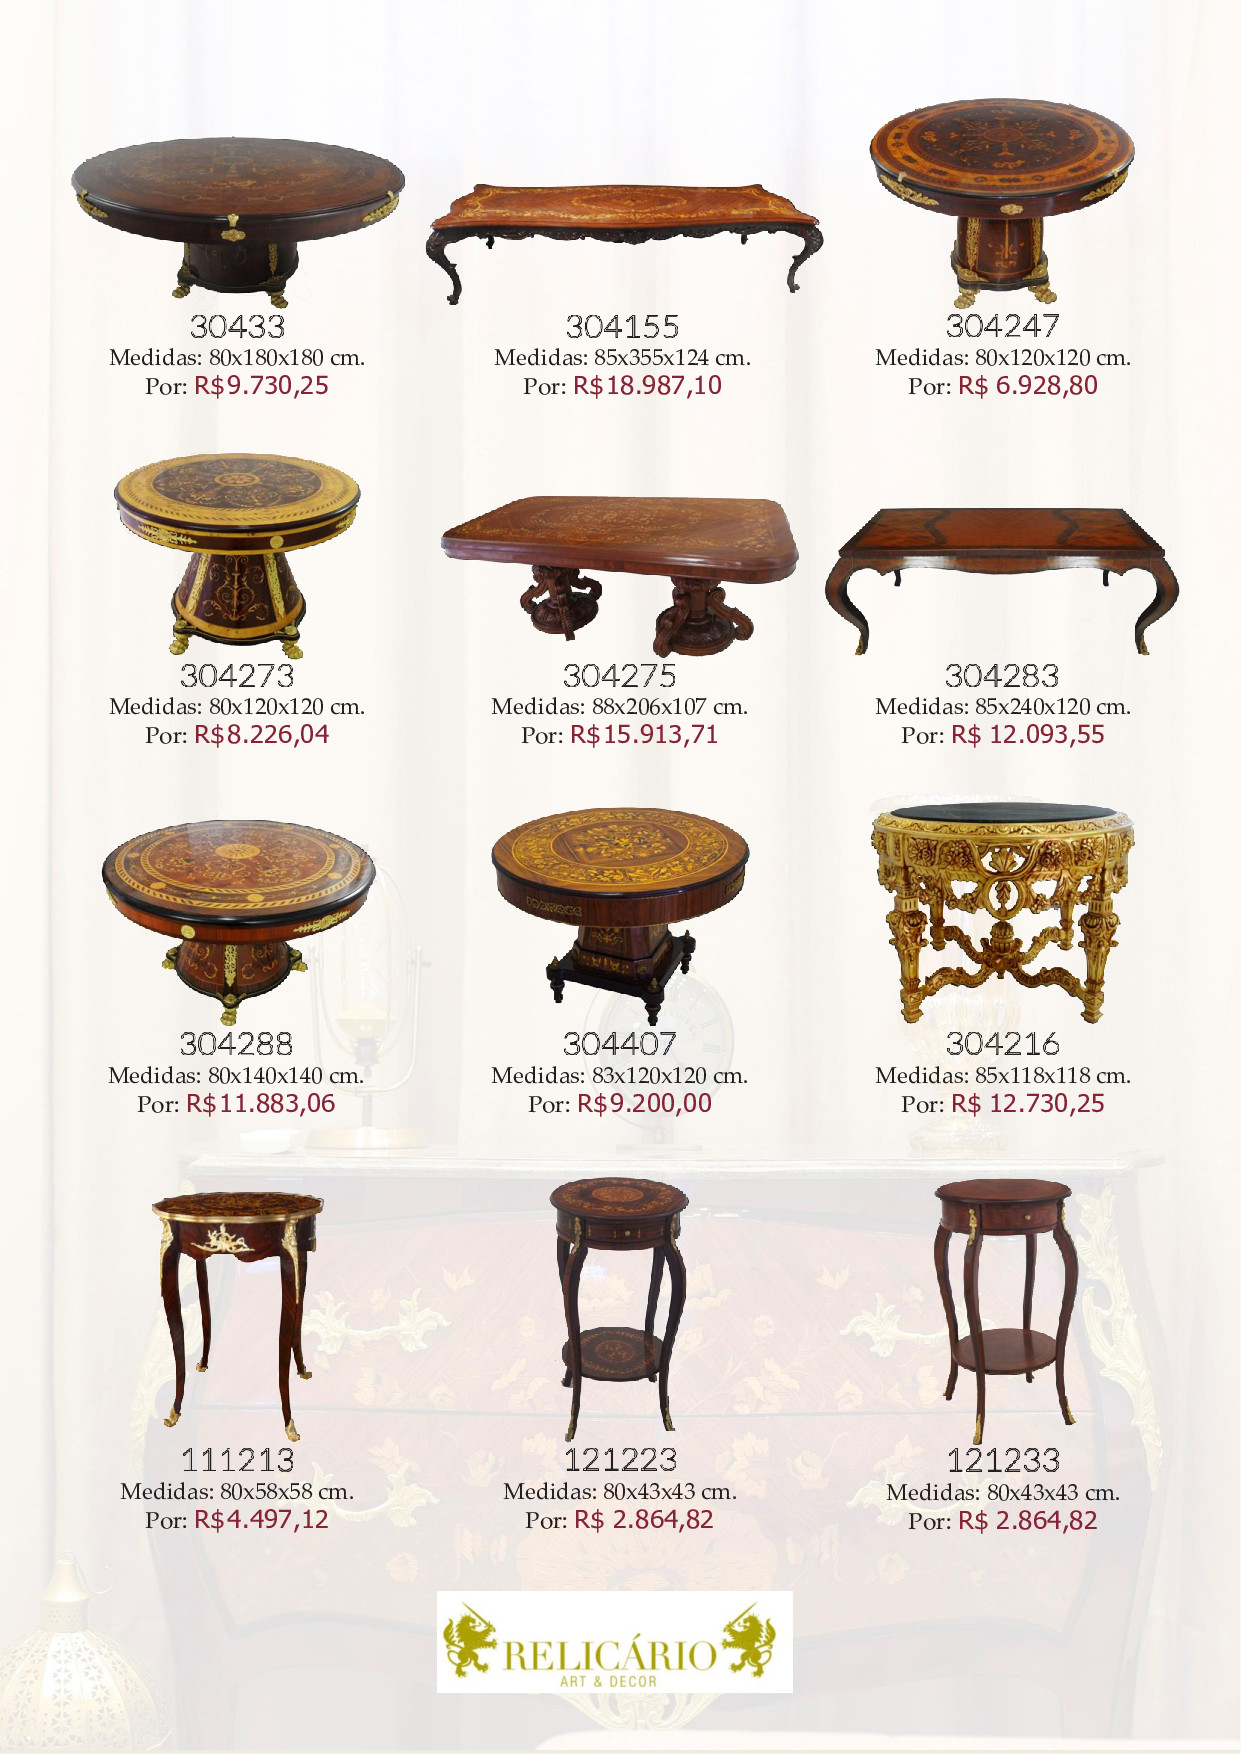 30433
Medidas: 80x180x180 cm.
Por: R$9.730,25
304155
Medidas: 85x355x124 cm.
Por: R$18.987,10
304247
Medidas: 80x120x120 cm.
Por: R$ 6.928,80
304273
Medidas: 80x120x120 cm.
Por: R$8.226,04
304275
Medidas: 88x206x107 cm.
Por: R$15.913,71
304283
Medidas: 85x240x120 cm.
Por: R$ 12.093,55
304288
Medidas: 80x140x140 cm.
Por: R$11.883,06
304407
Medidas: 83x120x120 cm.
Por: R$9.200,00
304216
Medidas: 85x118x118 cm.
Por: R$ 12.730,25
111213
Medidas: 80x58x58 cm.
Por: R$4.497,12
121223
Medidas: 80x43x43 cm.
Por: R$ 2.864,82
121233
Medidas: 80x43x43 cm.
Por: R$ 2.864,82
RELICÁRIO
ART & DECOR